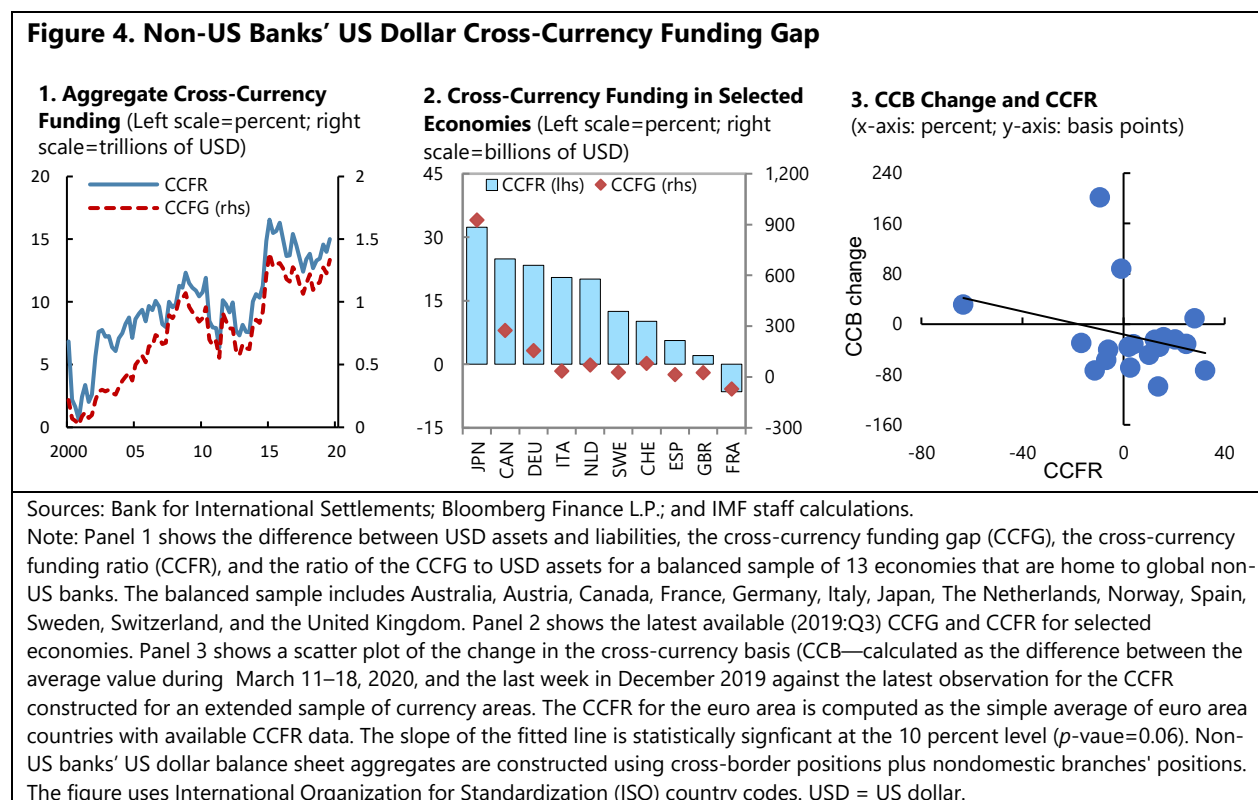 Figure 4. Non-US Banks’ US Dollar Cross-Currency Funding Gap
1. Aggregate Cross-Currency
Funding (Left scale=percent; right
scale=trillions of USD)
20
15
10
5
0
2
1.5
1
0.5
0
CCFR
CCFG (rhs)
2000 05 10 15 20
2. Cross-Currency Funding in Selected
Economies (Left scale=percent; right
scale=billions of USD)
45
30
15
0
-15
1,200
900
600
300
0
-300
CCFR (lhs) CCFG (rhs)
JPN
CAN
DEU
ITA
NLD
SWE
CHE
ESP
GBR
FRA
3. CCB Change and CCFR
(x-axis: percent; y-axis: basis points)
240
160
80
0
-80
-160
CCB change
-80 -40 0 40
CCFR
Sources: Bank for International Settlements; Bloomberg Finance L.P.; and IMF staff calculations.
Note: Panel 1 shows the difference between USD assets and liabilities, the cross-currency funding gap (CCFG), the cross-currency
funding ratio (CCFR), and the ratio of the CCFG to USD assets for a balanced sample of 13 economies that are home to global non-
US banks. The balanced sample includes Australia, Austria, Canada, France, Germany, Italy, Japan, The Netherlands, Norway, Spain,
Sweden, Switzerland, and the United Kingdom. Panel 2 shows the latest available (2019:Q3) CCFG and CCFR for selected
economies. Panel 3 shows a scatter plot of the change in the cross-currency basis (CCB—calculated as the difference between the
average value during March 11–18, 2020, and the last week in December 2019 against the latest observation for the CCFR
constructed for an extended sample of currency areas. The CCFR for the euro area is computed as the simple average of euro area
countries with available CCFR data. The slope of the fitted line is statistically signficant at the 10 percent level (p-vaue=0.06). Non-
US banks’ US dollar balance sheet aggregates are constructed using cross-border positions plus nondomestic branches' positions.
The figure uses International Organization for Standardization (ISO) country codes. USD = US dollar.